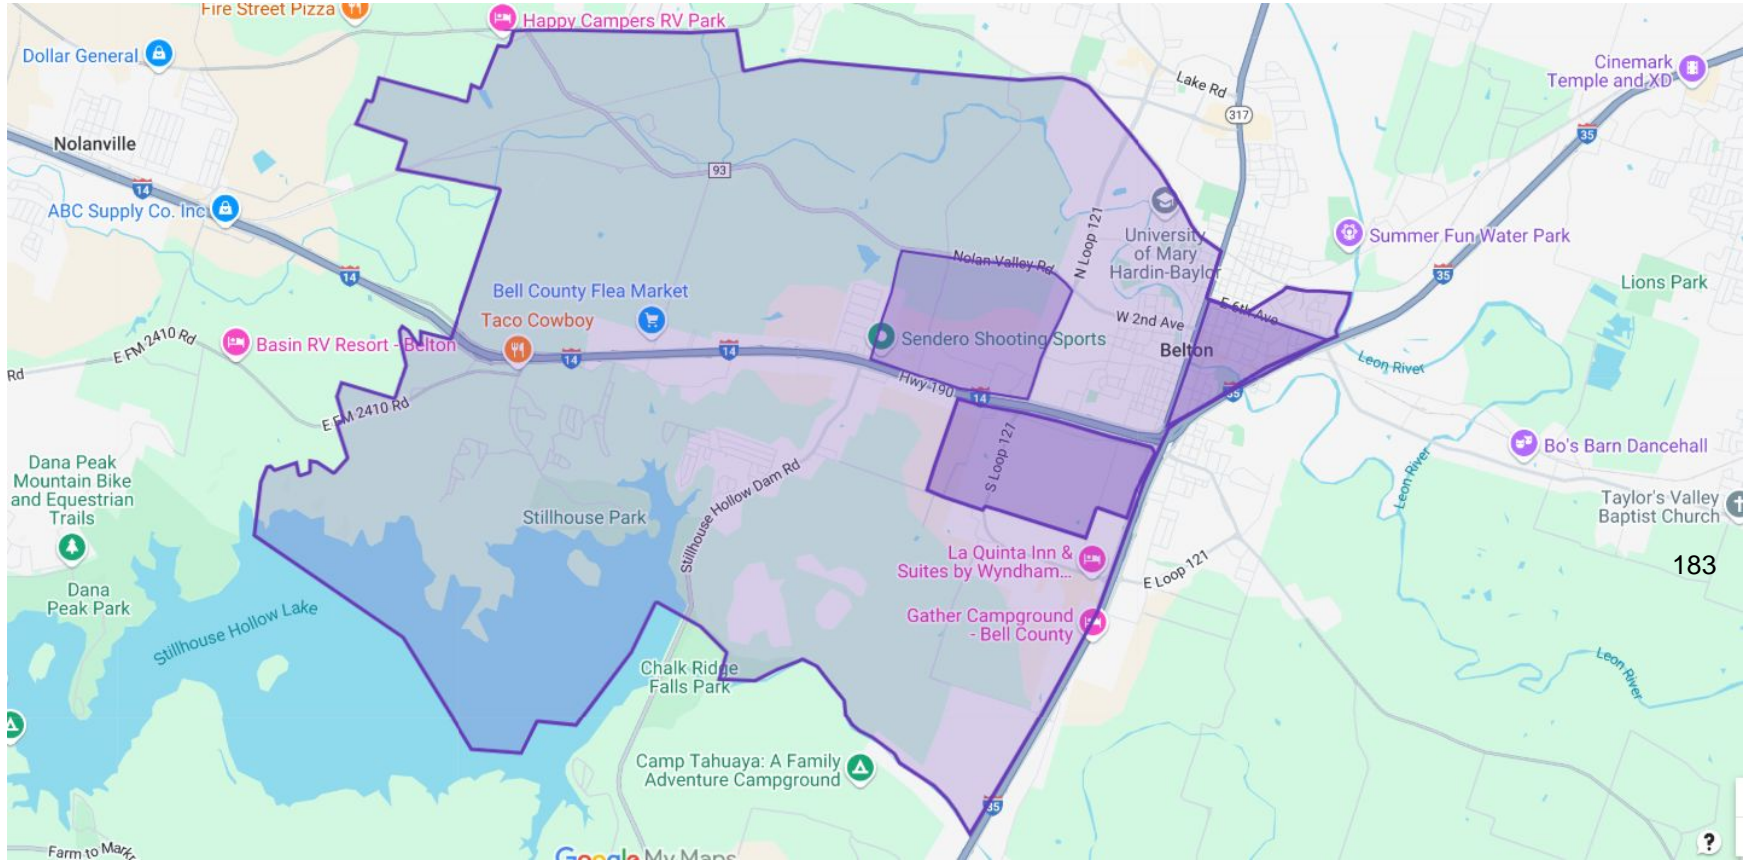 Fire Street Pizza
Happy Campers RV Park
Dollar General
Cinemark
Temple and XD
Lake Rd
317
35
Nolanville
93
14
ABC Supply Co. Inc
N Loop 121
University
of Mary
Hardin-Baylor
Summer Fun Water Park
Nolan Valley Rd
14
35
Lions Park
Bell County Flea Market
Taco Cowboy
E 6th Ave
W 2nd Ave
E FM 2410 Rd
Basin RV Resort - Belton
Sendero Shooting Sports
Belton
14
14
Leon River
Rd
Hwy 190
14
35
E FM 2410 Rd
S Loop 121
Bo's Barn Dancehall
Dana Peak
Mountain Bike
and Equestrian
Trails
Stillhouse Hollow Dam Rd
Leon River
Taylor's Valley
Baptist Church
Stillhouse Park
La Quinta Inn &
Suites by Wyndham...
E Loop 121
183
Dana
Peak Park
Stillhouse Hollow Lake
Gather Campground
- Bell County
Chalk Ridge
Falls Park
Leon River
Camp Tahuaya: A Family
Adventure Campground
35
Farm to Mark
Google My Maps
?